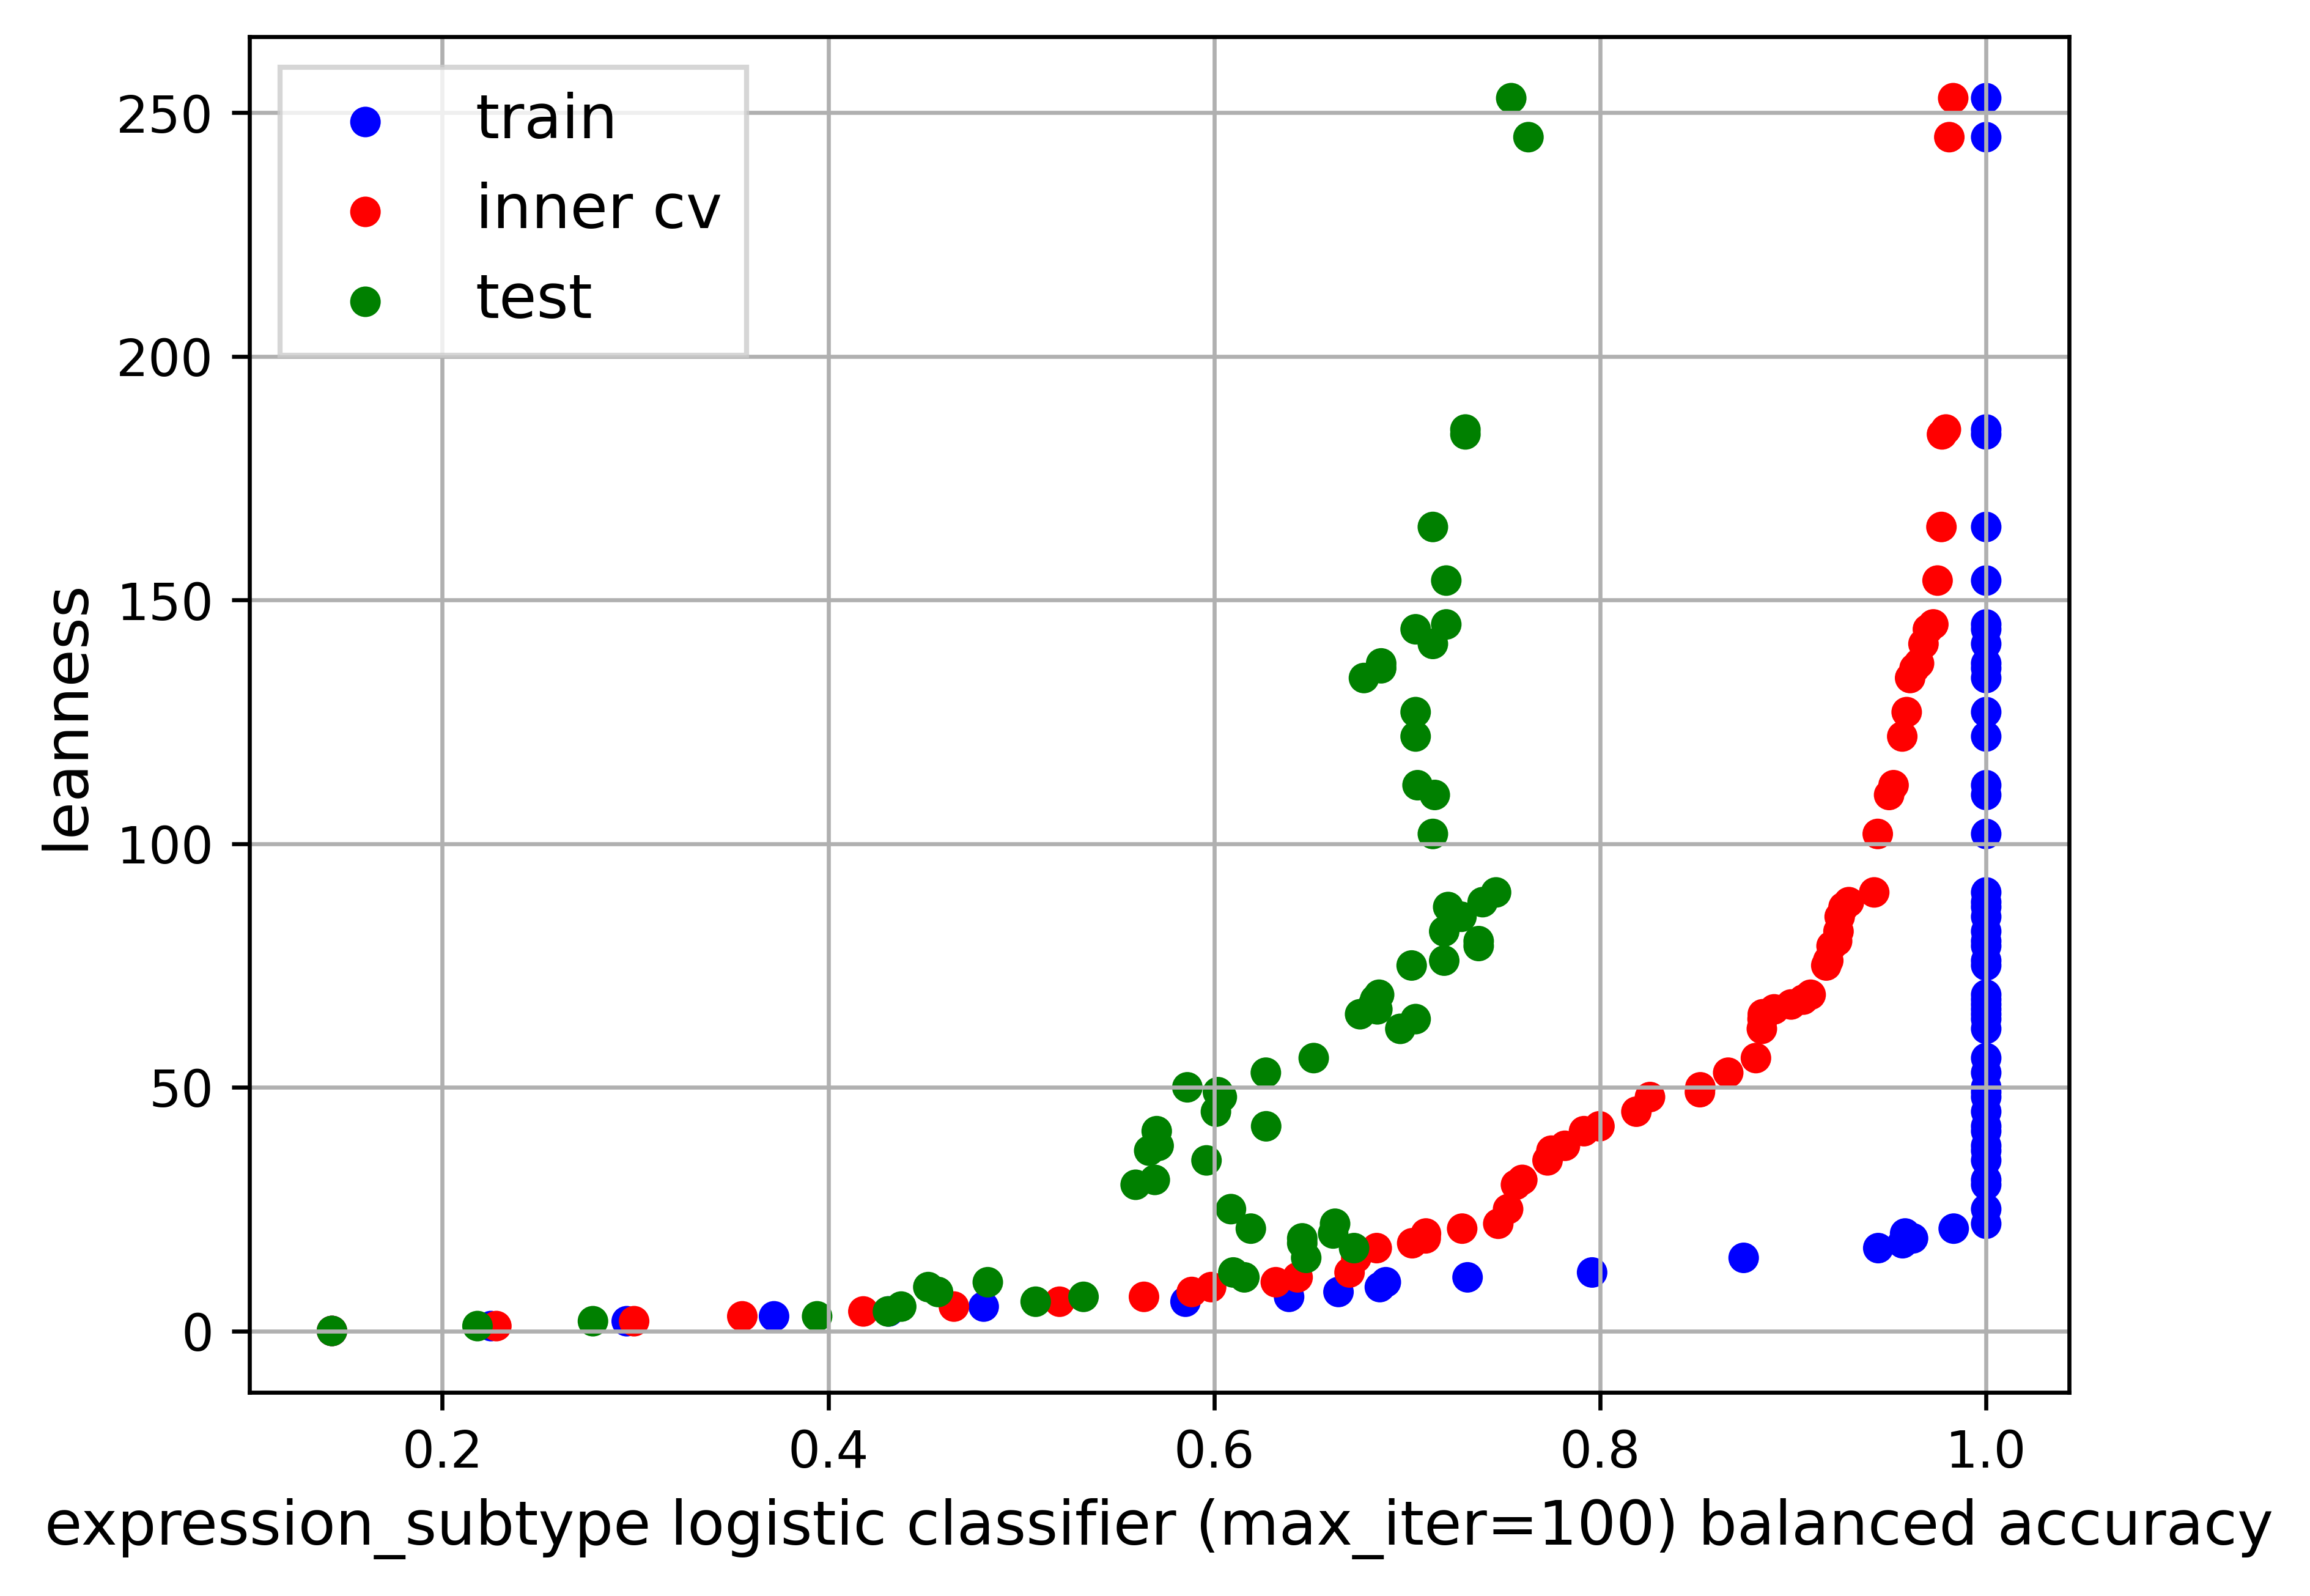 train
inner cv
test
250
200
150
100
50
0
leanness
0.2 0.4 0.6 0.8 1.0
expression_subtype logistic classifier (max_iter=100) balanced accuracy